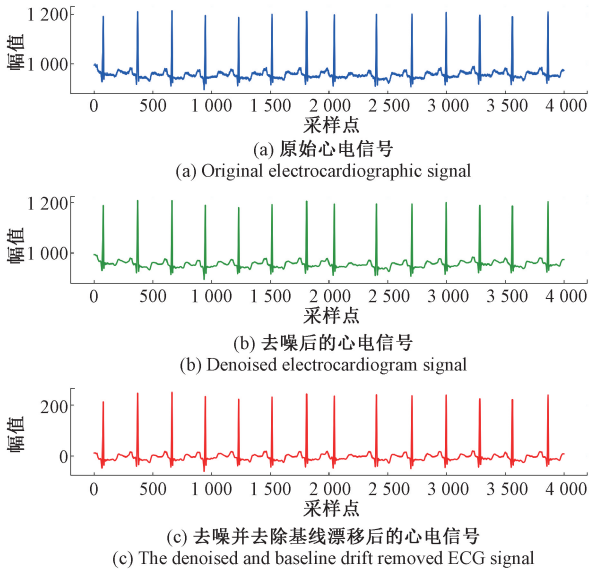 1 200
1 000
幅值
0 500 1 000 1 500 2 000 2 500 3 000 3 500 4 000
采样点
(a) 原始心电信号
(a) Original electrocardiographic signal
1 200
1 000
幅值
0 500 1 000 1 500 2 000 2 500 3 000 3 500 4 000
采样点
(b) 去噪后的心电信号
(b) Denoised electrocardiogram signal
200
0
幅值
0 500 1 000 1 500 2 000 2 500 3 000 3 500 4 000
采样点
(c) 去噪并去除基线漂移后的心电信号
(c) The denoised and baseline drift removed ECG signal